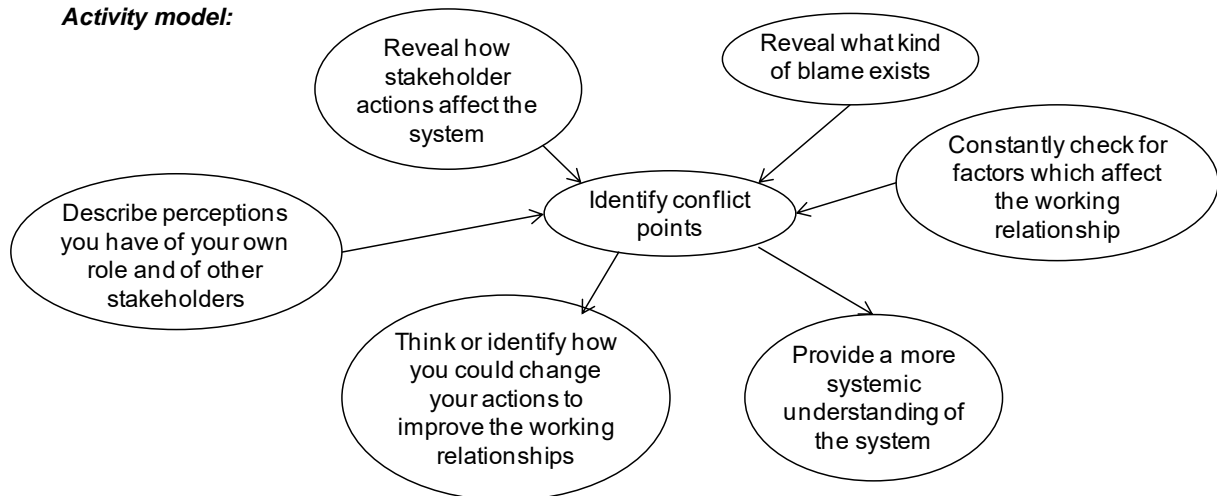 Activity model:
Reveal how
stakeholder
actions affect the
system
Reveal what kind
of blame exists
Constantly check for
factors which affect
the working
relationship
Identify conflict
points
Describe perceptions
you have of your own
role and of other
stakeholders
Think or identify how
you could change
your actions to
improve the working
relationships
Provide a more
systemic
understanding of
the system